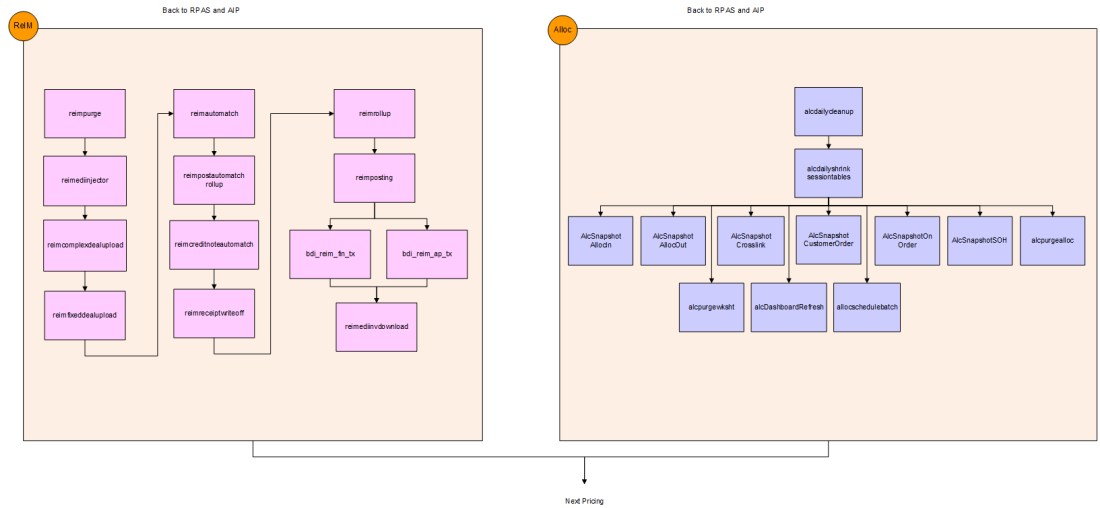 Back to RPAS and AIP
Back to RPAS and AIP
ReIM
Alloc
reimpurge
reimediinjector
reimcomplexdealupload
reimfixeddealupload
reimautomatch
reimpostautomatch
rollup
reimcreditnoteautomatch
reimreceiptwriteoff
reimrollup
reimposting
bdi_reim_fin_tx
bdi_reim_ap_tx
reimediinvdownload
alcdailycleanup
alcdailyshrink
sessiontables
AlcSnapshot
AllocIn
AlcSnapshot
AllocOut
AlcSnapshot
Crosslink
AlcSnapshot
CustomerOrder
AlcSnapshotOn
Order
AlcSnapshotSOH
alcpurgealloc
alcpurgewksht
alcDashboardRefresh
allocschedulebatch
Next Pricing